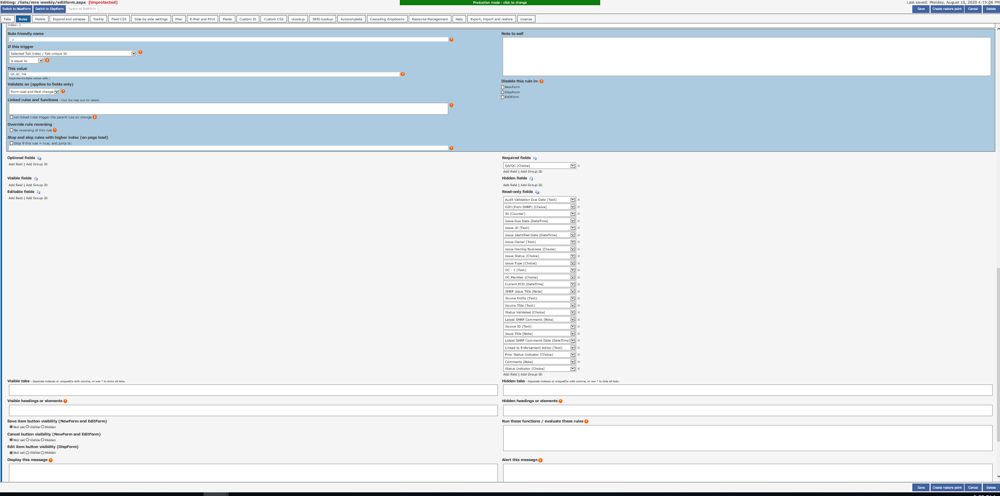 Editing: /lists/mra weekly/editform.aspx [Unprotected]
Production mode - click to change
Last saved: Monday, August 10, 2020 4:15:06 PM
Switch to NewForm Switch to DispForm Switch to EditForm
Save Create restore point Cancel Delete
Tabs Rules Mobile Expand and collapse Tooltip Field CSS Side-by-side settings Misc E-Mail and Print Fields Custom JS Custom CSS vLookup SPJS-Lookup Autocomplete Cascading dropdowns Resource Management Help Export, import and restore License
Index: 1
Rule friendly name
_1
If this trigger
Selected Tab Index / Tab unique ID
is equal to
This value
QA_QC_Tab
Separate multiple values with ;
Validate on (applies to fields only)
Form load and field change
Linked rules and functions - Click the help icon for details
Let linked rules trigger the parent rule on change
Override rule reversing
No reversing of this rule
Stop and skip rules with higher index (on page load)
Stop if this rule = true, and jump to:
Note to self
Disable this rule in:
NewForm
DispForm
EditForm
Optional fields
Add field | Add Group ID
Required fields
QA/QC [Choice]
Add field | Add Group ID
Visible fields
Add field | Add Group ID
Hidden fields
Add field | Add Group ID
Editable fields
Add field | Add Group ID
Read-only fields
Audit Validation Due Date [Text]
GIM (from SHRP) [Choice]
ID [Counter]
Issue Due Date [DateTime]
Issue ID [Text]
Issue Identified Date [DateTime]
Issue Owner [Text]
Issue Owning Business [Choice]
Issue Status [Choice]
Issue Type [Choice]
OC - 1 [Text]
OC Member [Choice]
Current ECD [DateTime]
SHRP Issue Title [Note]
Source Entity [Text]
Source Title [Text]
Status Validated [Choice]
Latest SHRP Comments [Note]
Source ID [Text]
Issue Title [Note]
Latest SHRP Comments Date [DateTime]
Linked to Enforcement Action [Text]
Prior Status Indicator [Choice]
Comments [Note]
Status Indicator [Choice]
Add field | Add Group ID
Visible tabs - Separate indexes or uniqueIDs with comma, or use * to show all tabs.
Hidden tabs - Separate indexes or uniqueIDs with comma, or use * to hide all tabs.
Visible headings or elements
Hidden headings or elements
Save item button visibility (NewForm and EditForm)
Not set Visible Hidden
Cancel button visibility (NewForm and EditForm)
Not set Visible Hidden
Edit item button visibility (DispForm)
Not set Visible Hidden
Run these functions / evaluate these rules
Display this message
Alert this message
Save Create restore point Cancel Delete